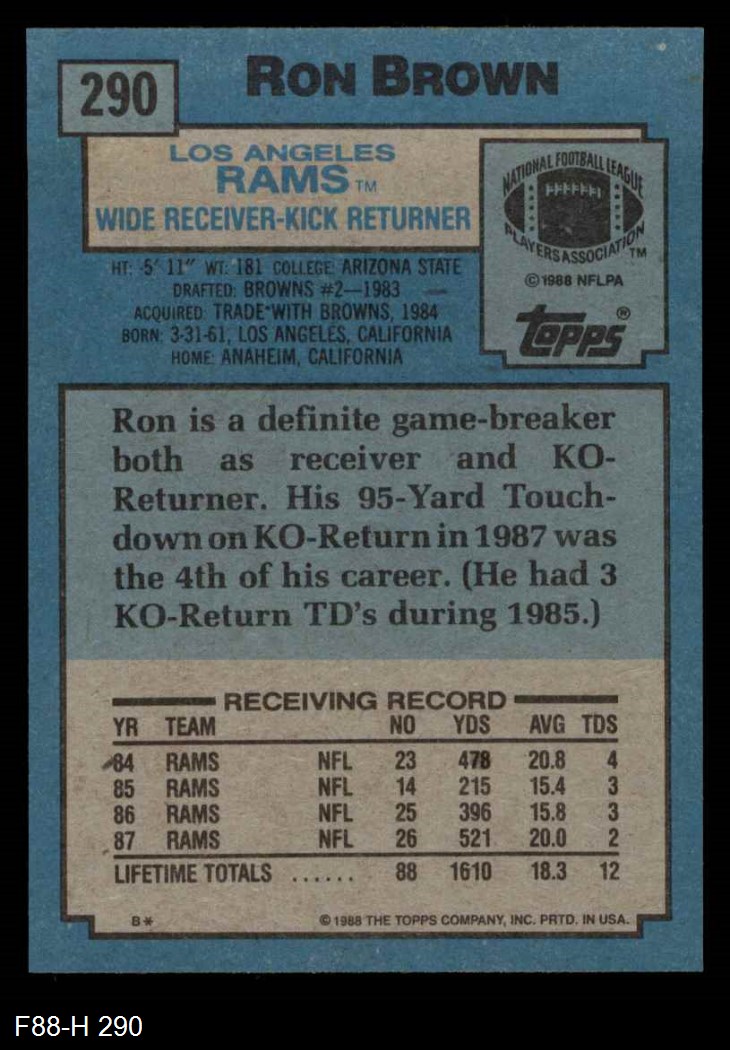 290
RON BROWN
LOS ANGELES
RAMS TM
WIDE RECEIVER-KICK RETURNER
HT: 5' 11" WT: 181 COLLEGE: ARIZONA STATE
DRAFTED: BROWNS #2—1983
ACQUIRED: TRADE WITH BROWNS, 1984
BORN: 3-31-61, LOS ANGELES, CALIFORNIA
HOME: ANAHEIM, CALIFORNIA
NATIONAL FOOTBALL LEAGUE
PLAYERS ASSOCIATION TM
© 1988 NFLPA
topps ®
Ron is a definite game-breaker
both as receiver and KO-
Returner. His 95-Yard Touch-
down on KO-Return in 1987 was
the 4th of his career. (He had 3
KO-Return TD's during 1985.)
RECEIVING RECORD
YR TEAM NO YDS AVG TDS
84 RAMS NFL 23 478 20.8 4
85 RAMS NFL 14 215 15.4 3
86 RAMS NFL 25 396 15.8 3
87 RAMS NFL 26 521 20.0 2
LIFETIME TOTALS ...... 88 1610 18.3 12
B* © 1988 THE TOPPS COMPANY, INC. PRTD. IN USA.
F88-H 290